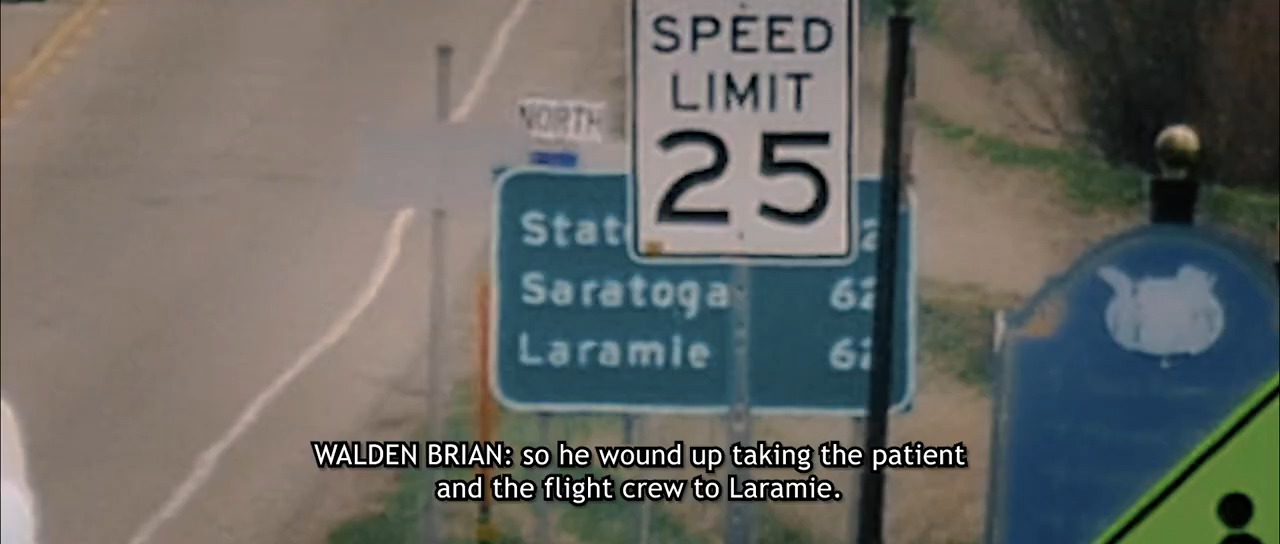 SPEED
LIMIT
25
NORTH
Saratoga
Laramie
WALDEN BRIAN: so he wound up taking the patient
and the flight crew to Laramie.